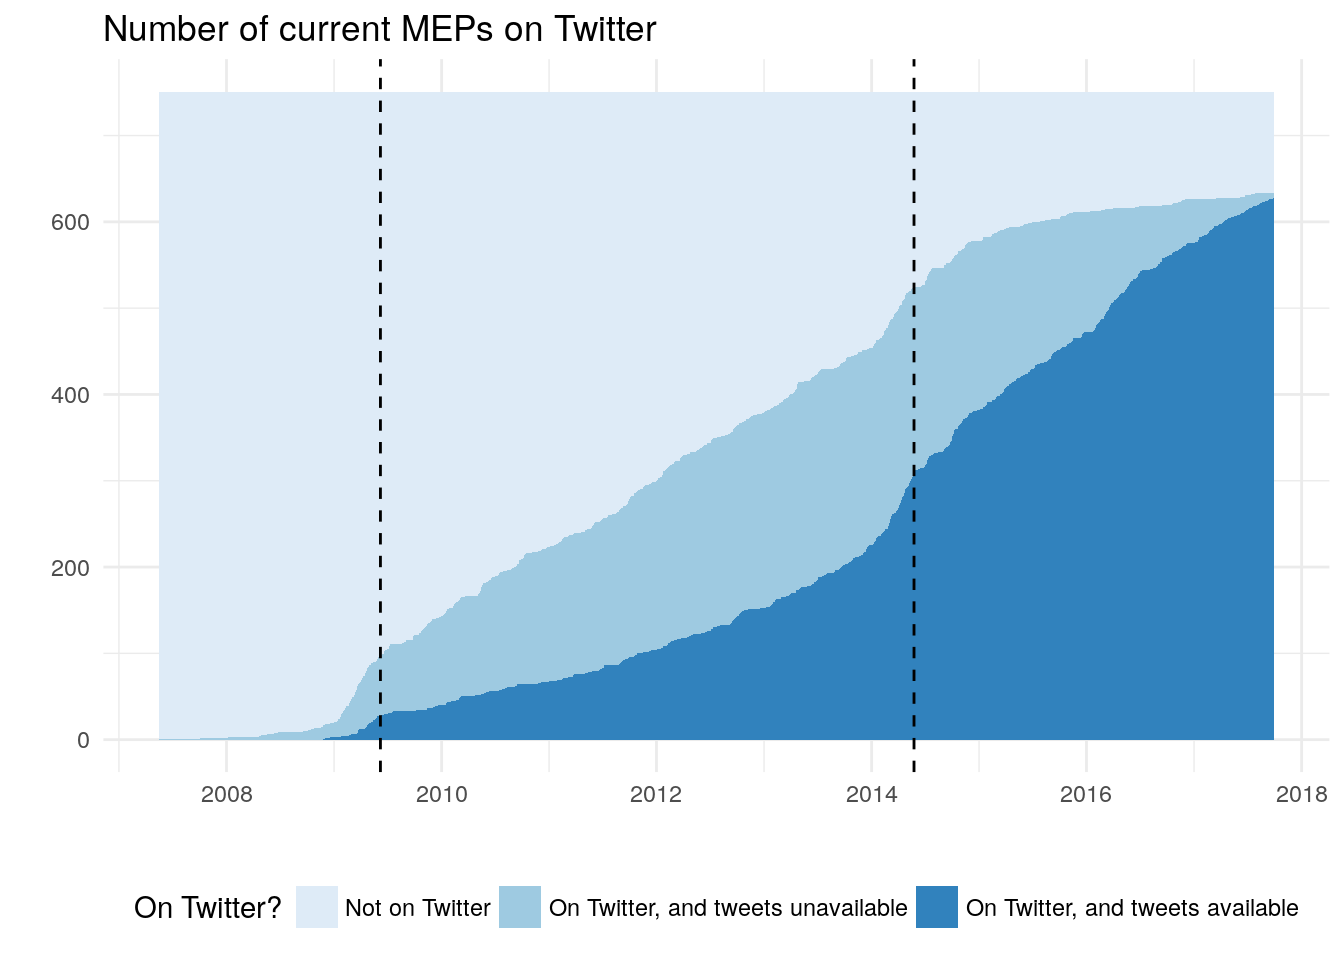 Number of current MEPs on Twitter
600
400
200
0
2008 2010 2012 2014 2016 2018
On Twitter? Not on Twitter On Twitter, and tweets unavailable On Twitter, and tweets available